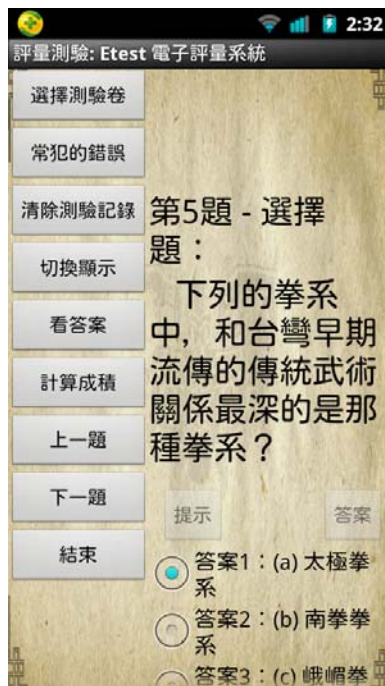 2:32
評量測驗: Etest 電子評量系統
選擇測驗卷
常犯的錯誤
清除測驗記錄
切換顯示
看答案
計算成積
上一題
下一題
結束
第5題 - 選擇
題：
下列的拳系
中，和台灣早期
流傳的傳統武術
關係最深的是那
種拳系？
提示
答案
答案1：(a) 太極拳
系
答案2：(b) 南拳拳
系
答案3：(c) 峨嵋拳